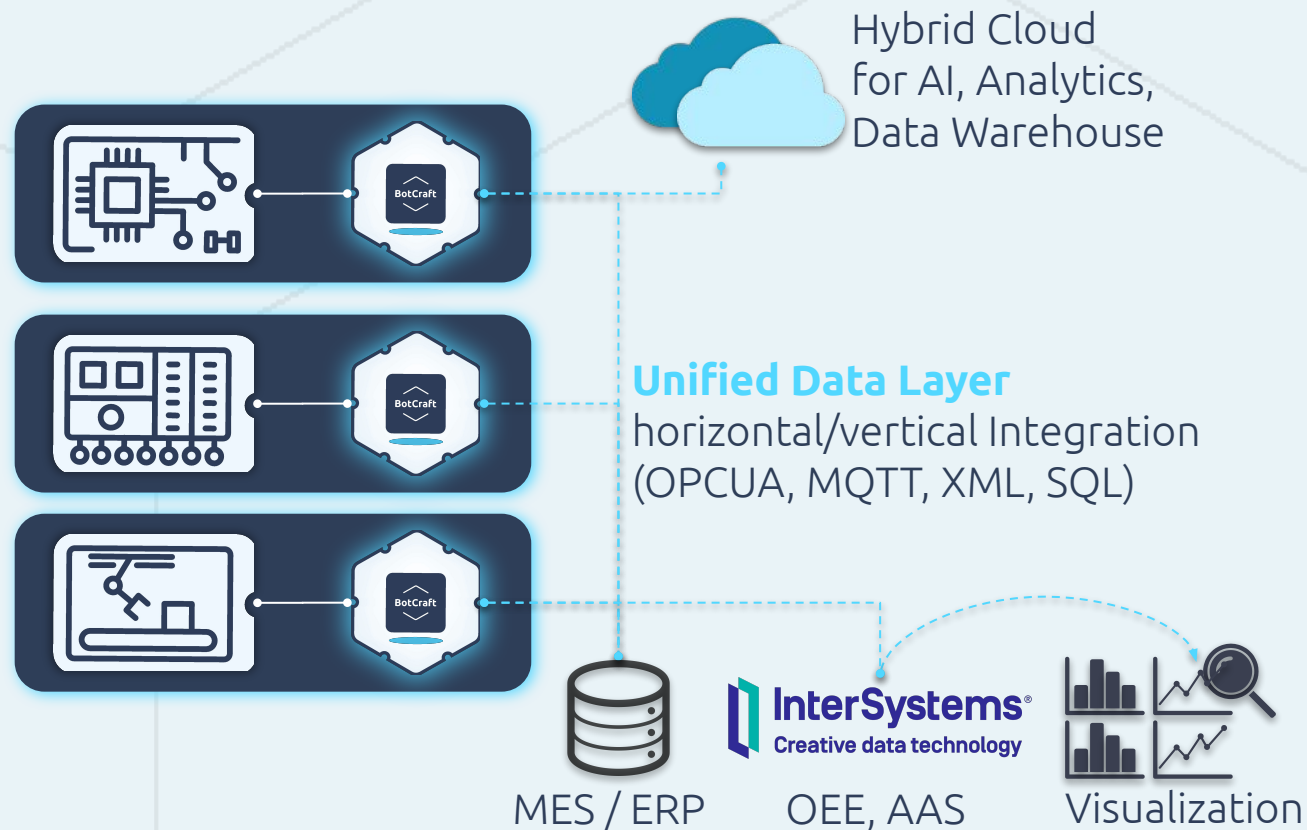 Hybrid Cloud
for AI, Analytics,
Data Warehouse
BotCraft
BotCraft
Unified Data Layer
horizontal/vertical Integration
(OPCUA, MQTT, XML, SQL)
BotCraft
InterSystems®
Creative data technology
MES / ERP
OEE, AAS
Visualization